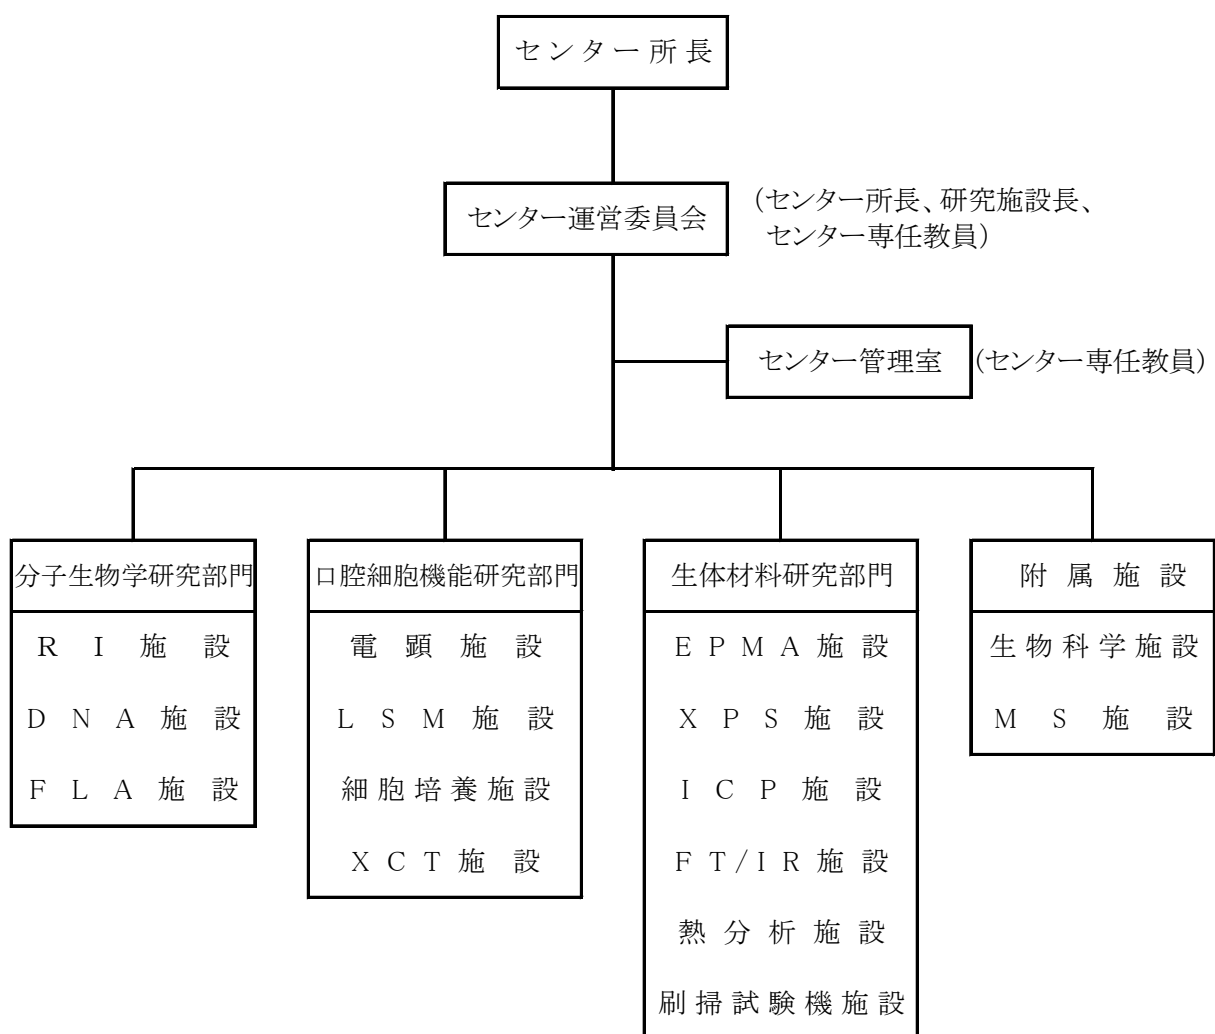 センター所長
センター運営委員会
(センター所長、研究施設長、
センター専任教員)
センター管理室
(センター専任教員)
分子生物学研究部門
RI施設
DNA施設
FLA施設
口腔細胞機能研究部門
電顕施設
LSM施設
細胞培養施設
XCT施設
生体材料研究部門
EPMA施設
XPS施設
ICP施設
FT/IR施設
熱分析施設
刷掃試験機施設
附属施設
生物科学施設
MS施設